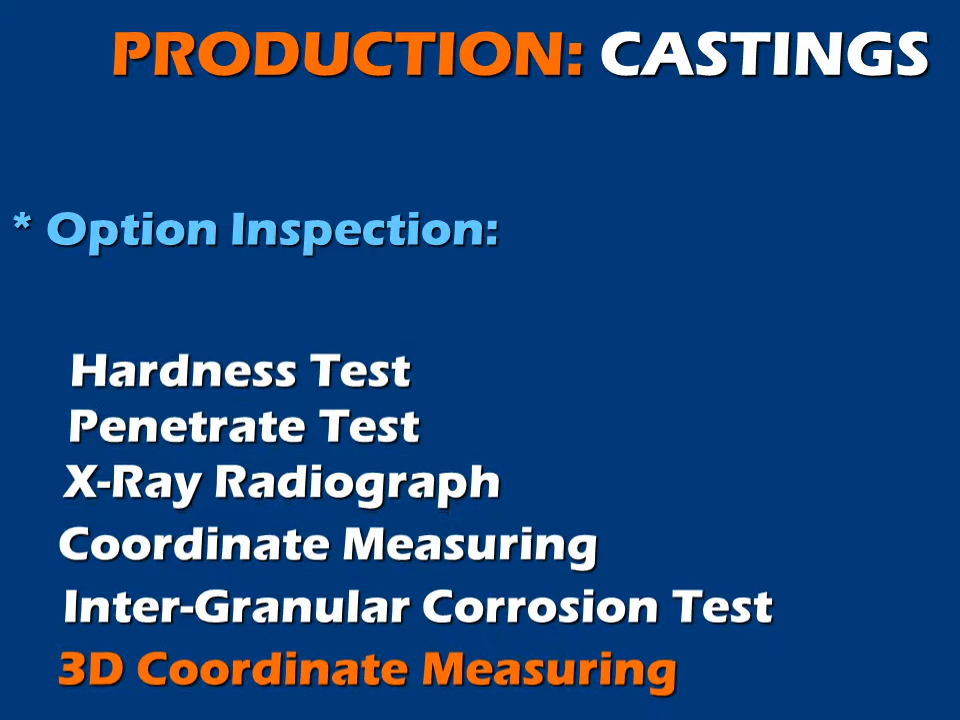 PRODUCTION: CASTINGS
* Option Inspection:
Hardness Test
Penetrate Test
X-Ray Radiograph
Coordinate Measuring
Inter-Granular Corrosion Test
3D Coordinate Measuring